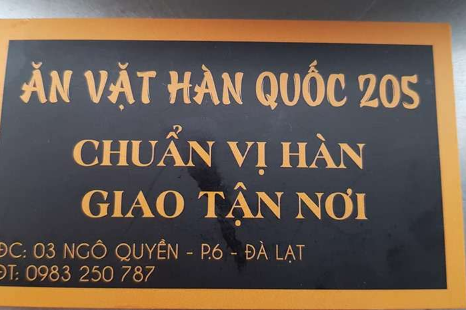 ĂN VẶT HÀN QUỐC 20S
CHUẨN VỊ HÀN
GIAO TẬN NƠI
ĐC: 03 NGÔ QUYỀN - P.6 - ĐÀ LẠT
ĐT: 0983 250 787